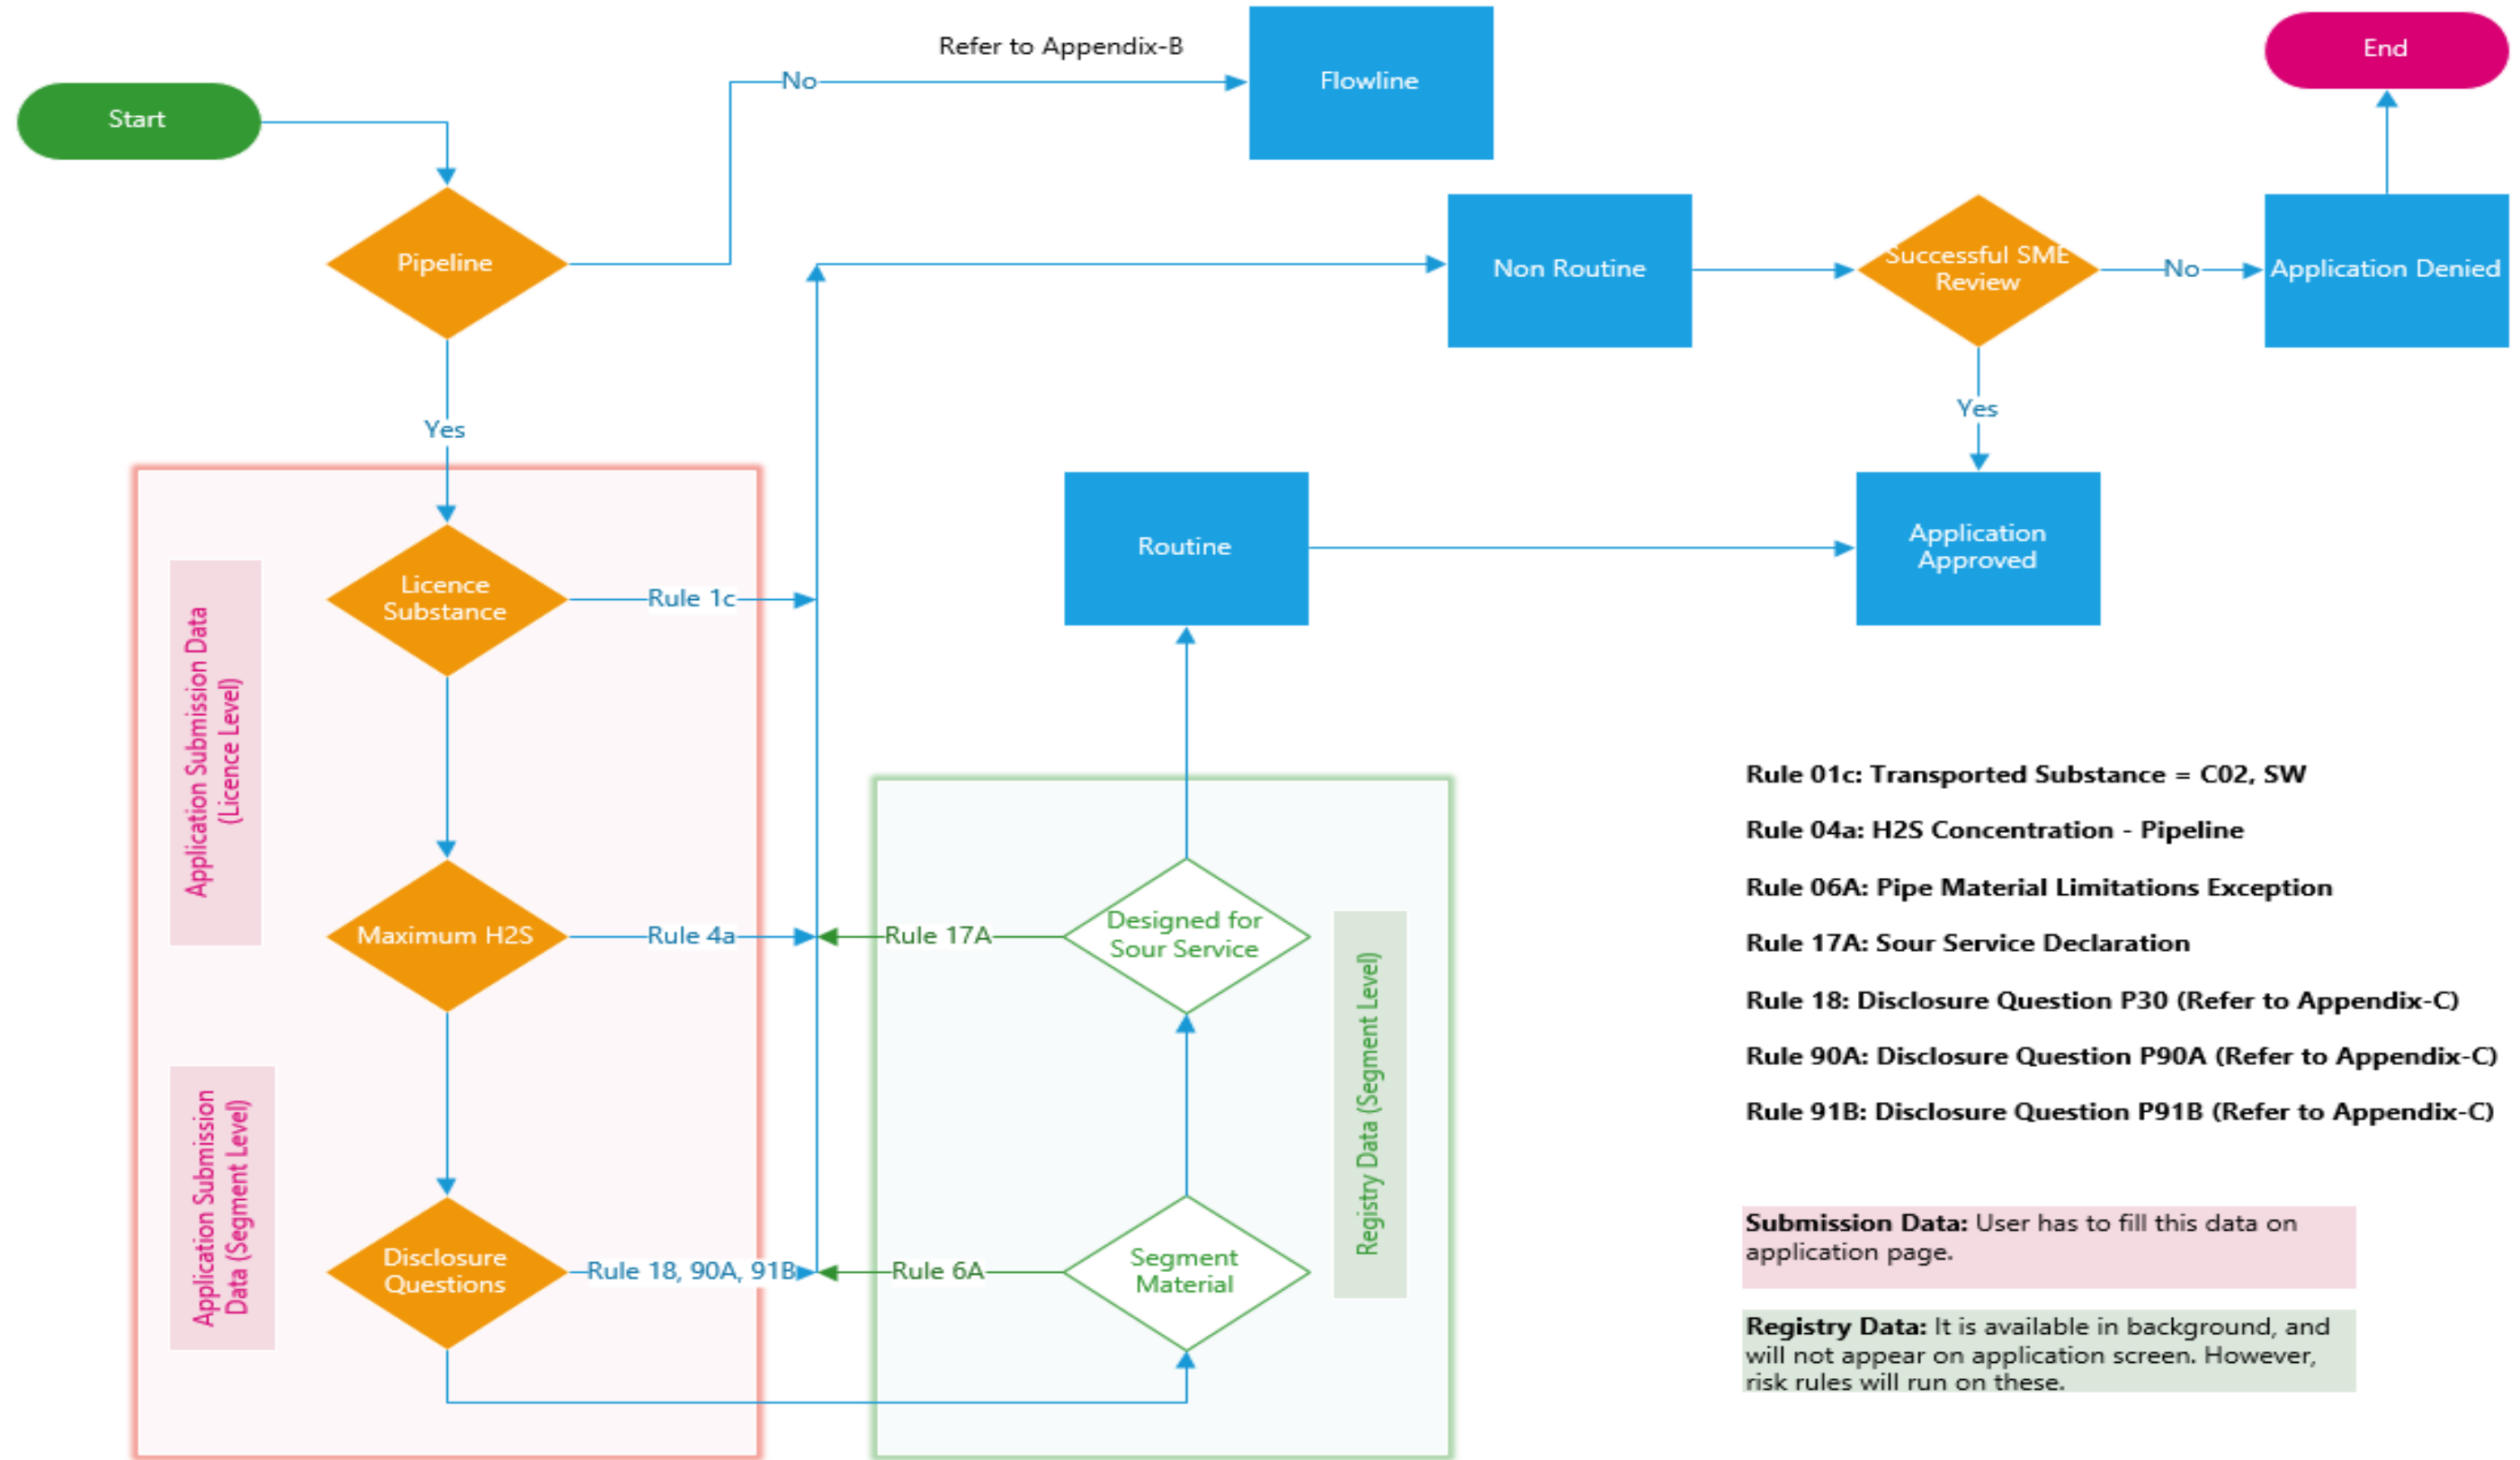 Refer to Appendix-B
End
Start
No
Flowline
Pipeline
Non Routine
Successful SME
Review
No
Application Denied
Yes
Yes
Routine
Application
Approved
Application Submission Data
(Licence Level)
Licence
Substance
Rule 1c
Maximum H2S
Rule 4a
Rule 17A
Designed for
Sour Service
Application Submission
Data (Segment Level)
Disclosure
Questions
Rule 18, 90A, 91B
Rule 6A
Segment
Material
Registry Data (Segment Level)
Rule 01c: Transported Substance = C02, SW
Rule 04a: H2S Concentration - Pipeline
Rule 06A: Pipe Material Limitations Exception
Rule 17A: Sour Service Declaration
Rule 18: Disclosure Question P30 (Refer to Appendix-C)
Rule 90A: Disclosure Question P90A (Refer to Appendix-C)
Rule 91B: Disclosure Question P91B (Refer to Appendix-C)
Submission Data: User has to fill this data on
application page.
Registry Data: It is available in background, and
will not appear on application screen. However,
risk rules will run on these.